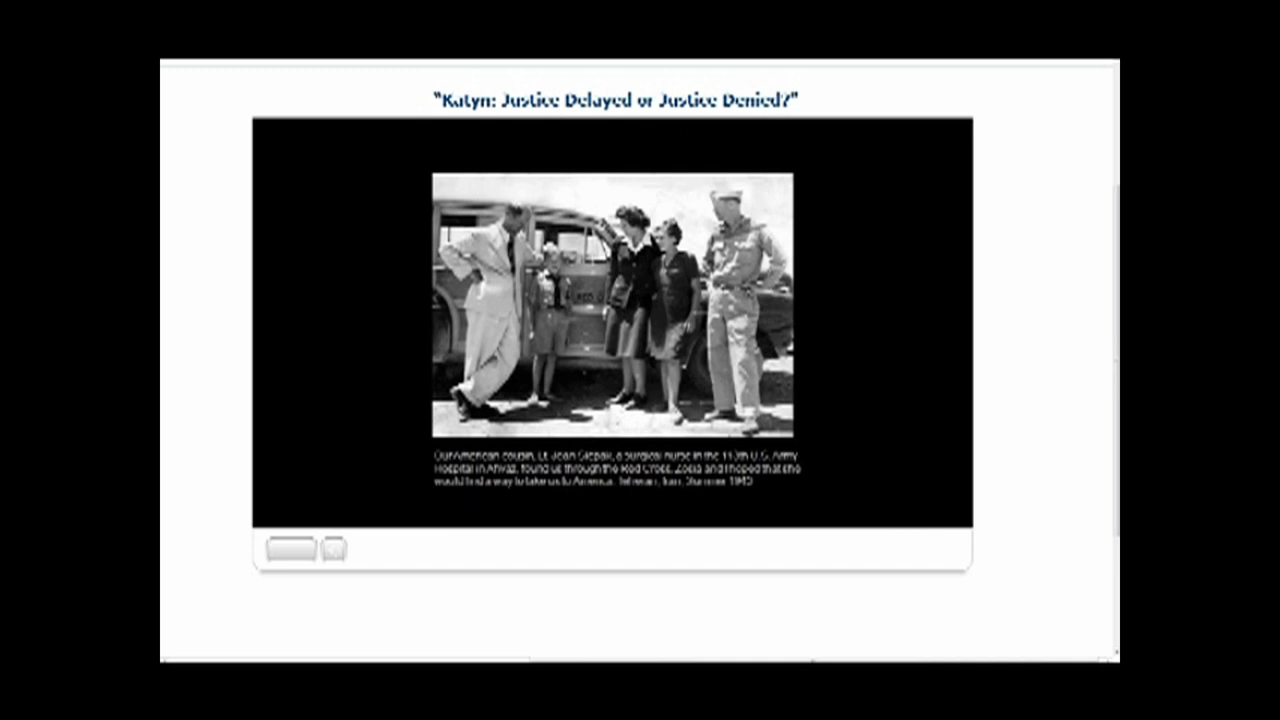 "Katyn: Justice Delayed or Justice Denied?"
Our American cousin, Lt. Jean a surgical nurse in the 113th U.S. Army
Hospital in Ahwaz, found us through the Red Cross. Zosia and I hoped that she
would find a way to take us to America. Teheran, Iran, Summer 1943